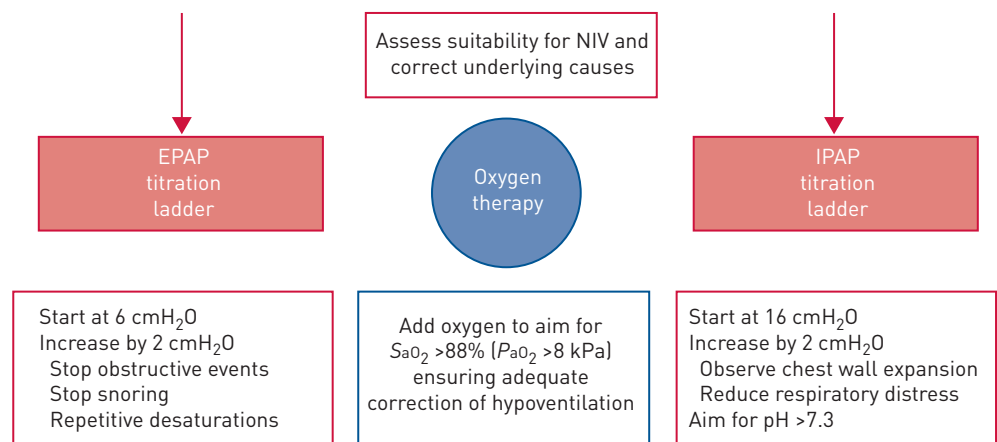 Assess suitability for NIV and
correct underlying causes
EPAP
titration
ladder
Oxygen
therapy
IPAP
titration
ladder
Start at 6 cmH₂O
Increase by 2 cmH₂O
Stop obstructive events
Stop snoring
Repetitive desaturations
Add oxygen to aim for
SaO₂ >88% (PaO₂ >8 kPa)
ensuring adequate
correction of hypoventilation
Start at 16 cmH₂O
Increase by 2 cmH₂O
Observe chest wall expansion
Reduce respiratory distress
Aim for pH >7.3